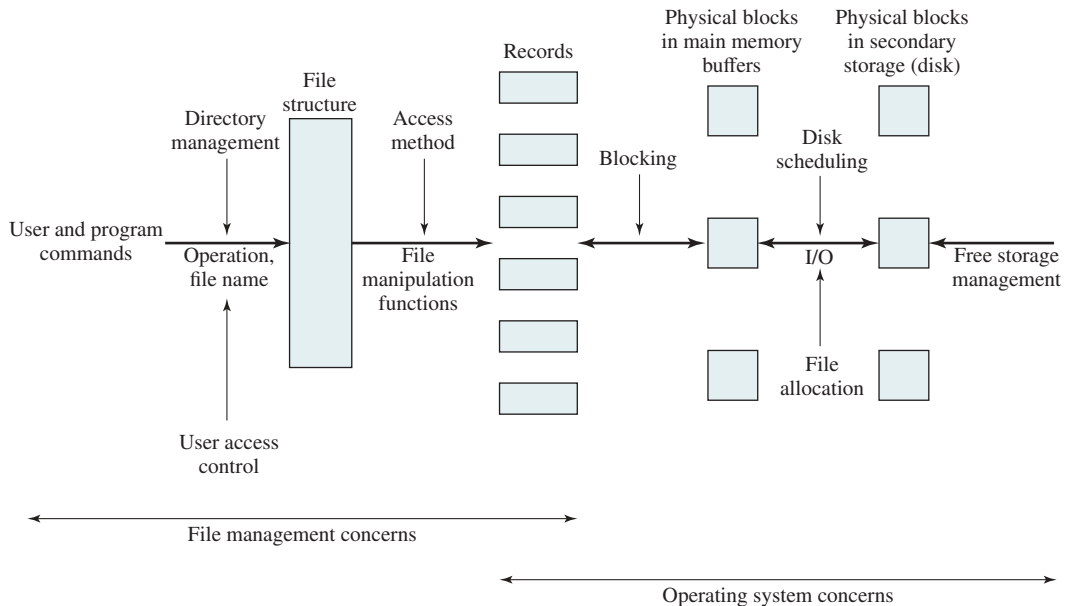 Physical blocks
in main memory
buffers
Physical blocks
in secondary
storage (disk)
Records
File
structure
Directory
management
Access
method
Blocking
Disk
scheduling
User and program
commands
Operation,
file name
File
manipulation
functions
I/O
Free storage
management
File
allocation
User access
control
File management concerns
Operating system concerns